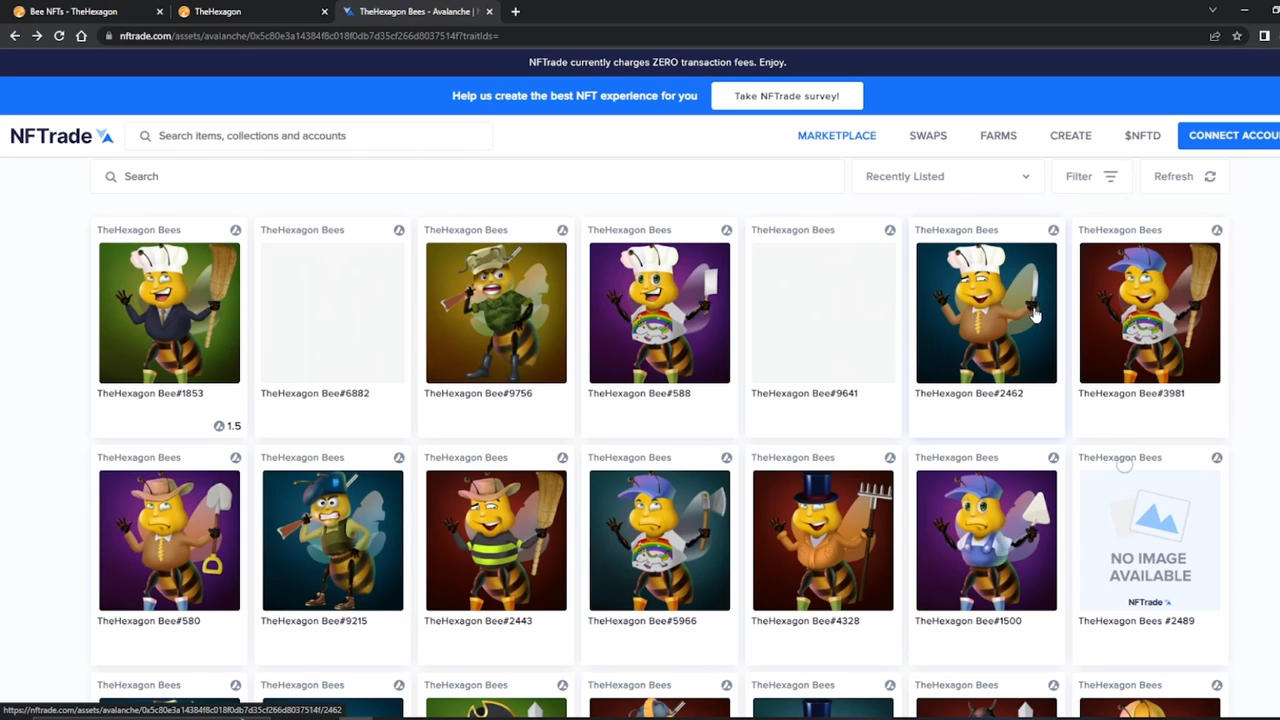 Bee NFTs - TheHexagon
TheHexagon
TheHexagon Bees - Avalanche |
nftrade.com/assets/avalanche/0x5c80e3a14384f8c018f0db7d35cf266d8037514f?traitIds=
NFTrade currently charges ZERO transaction fees. Enjoy.
Help us create the best NFT experience for you
Take NFTrade survey!
NFTrade
Search items, collections and accounts
MARKETPLACE
SWAPS
FARMS
CREATE
$NFTD
CONNECT ACCOU
Search
Recently Listed
Filter
Refresh
TheHexagon Bees
TheHexagon Bees
TheHexagon Bees
TheHexagon Bees
TheHexagon Bees
TheHexagon Bees
TheHexagon Bees
TheHexagon Bee#1853
TheHexagon Bee#6882
TheHexagon Bee#9756
TheHexagon Bee#588
TheHexagon Bee#9641
TheHexagon Bee#2462
TheHexagon Bee#3981
1.5
TheHexagon Bees
TheHexagon Bees
TheHexagon Bees
TheHexagon Bees
TheHexagon Bees
TheHexagon Bees
TheHexagon Bees
NO IMAGE
AVAILABLE
NFTrade
TheHexagon Bee#580
TheHexagon Bee#9215
TheHexagon Bee#2443
TheHexagon Bee#5966
TheHexagon Bee#4328
TheHexagon Bee#1500
TheHexagon Bees #2489
TheHexagon Bees
TheHexagon Bees
TheHexagon Bees
TheHexagon Bees
TheHexagon Bees
TheHexagon Bees
TheHexagon Bees
https://nftrade.com/assets/avalanche/0x5c80e3a14384f8c018f0db7d35cf266d8037514f/2462